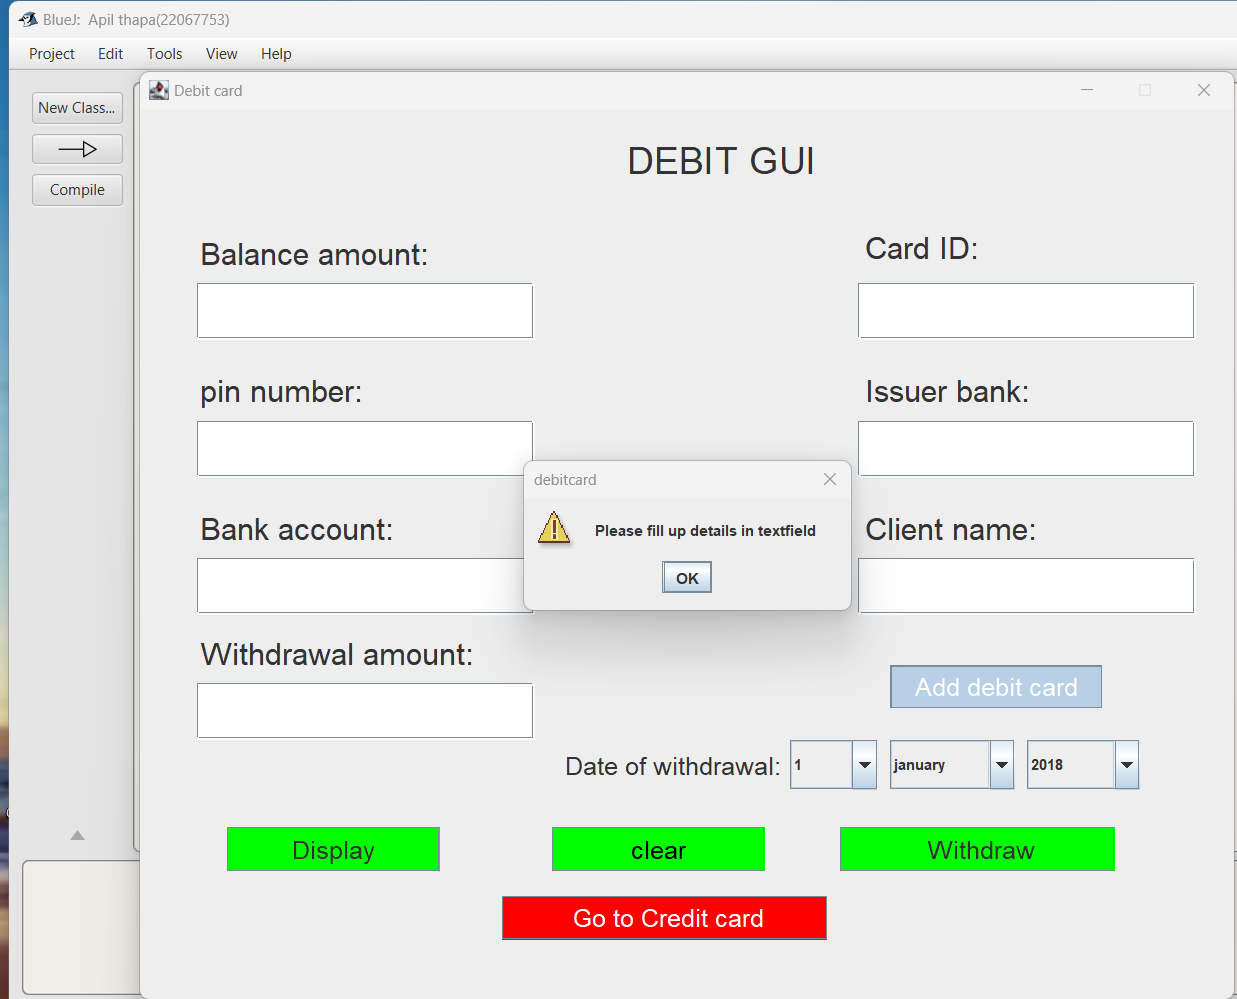 BlueJ: Apil thapa(22067753)
Project Edit Tools View Help
New Class...
Compile
Debit card
DEBIT GUI
Balance amount:
Card ID:
pin number:
Issuer bank:
debitcard
Please fill up details in textfield
OK
Bank account:
Client name:
Withdrawal amount:
Add debit card
Date of withdrawal: 1 january 2018
Display clear Withdraw
Go to Credit card